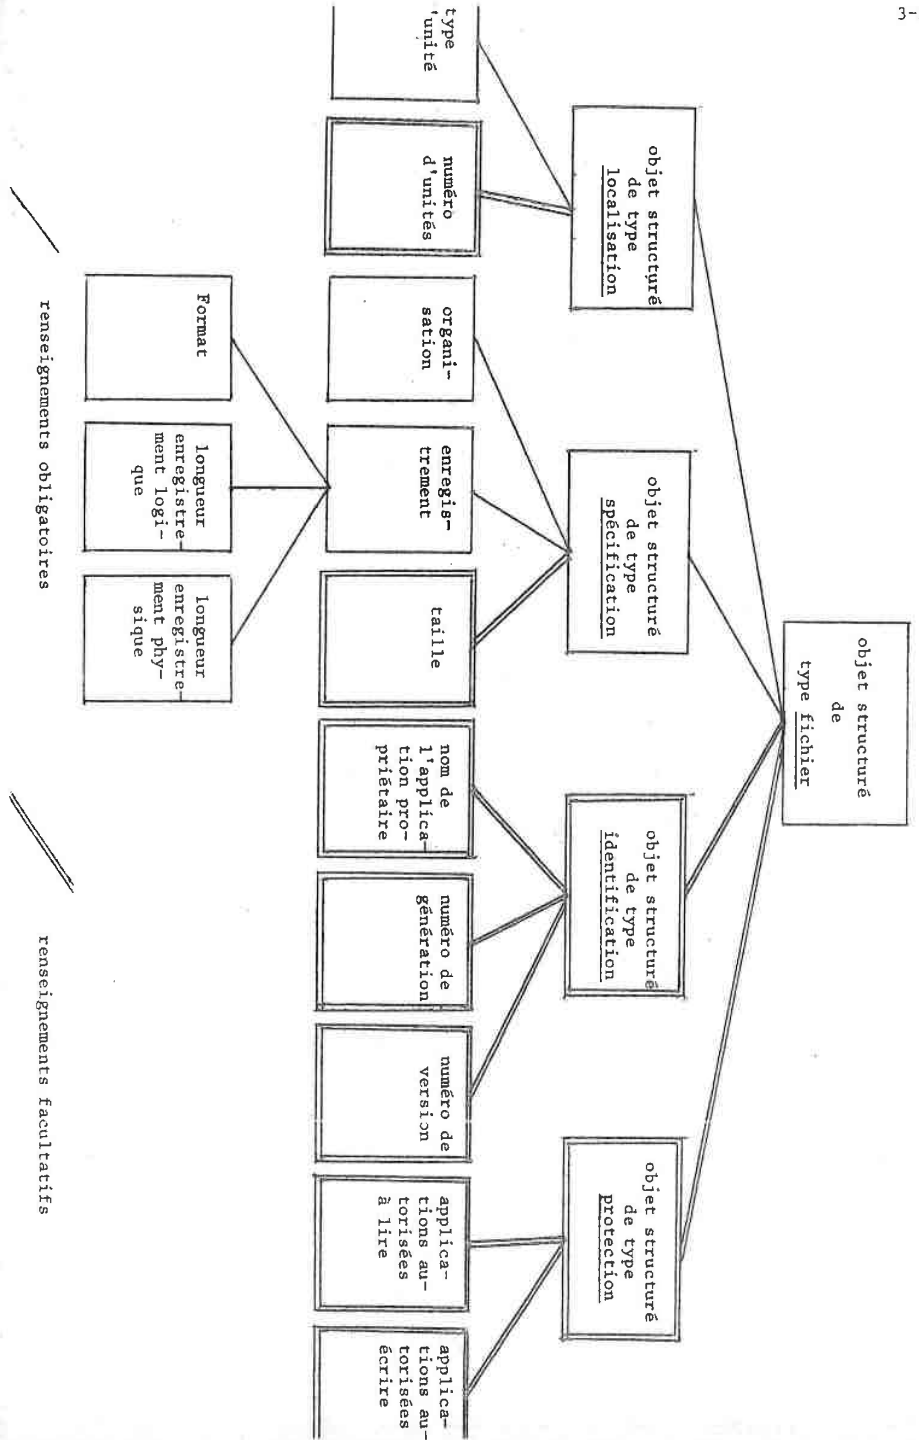 3-
objet structuré
de
type fichier
objet structuré
de type
localisation
objet structuré
de type
spécification
objet structuré
de type
identification
objet structuré
de type
protection
type
'unité
numéro
d'unités
organi-
sation
enregis-
trement
taille
nom de
l'applica-
tion pro-
priétaire
numéro de
génération
numéro de
version
applica-
tions au-
torisées
à lire
applica-
tions au-
torisées
écrire
Format
longueur
enregistre-
ment logi-
que
longueur
enregistre-
ment phy-
sique
renseignements obligatoires
renseignements facultatifs